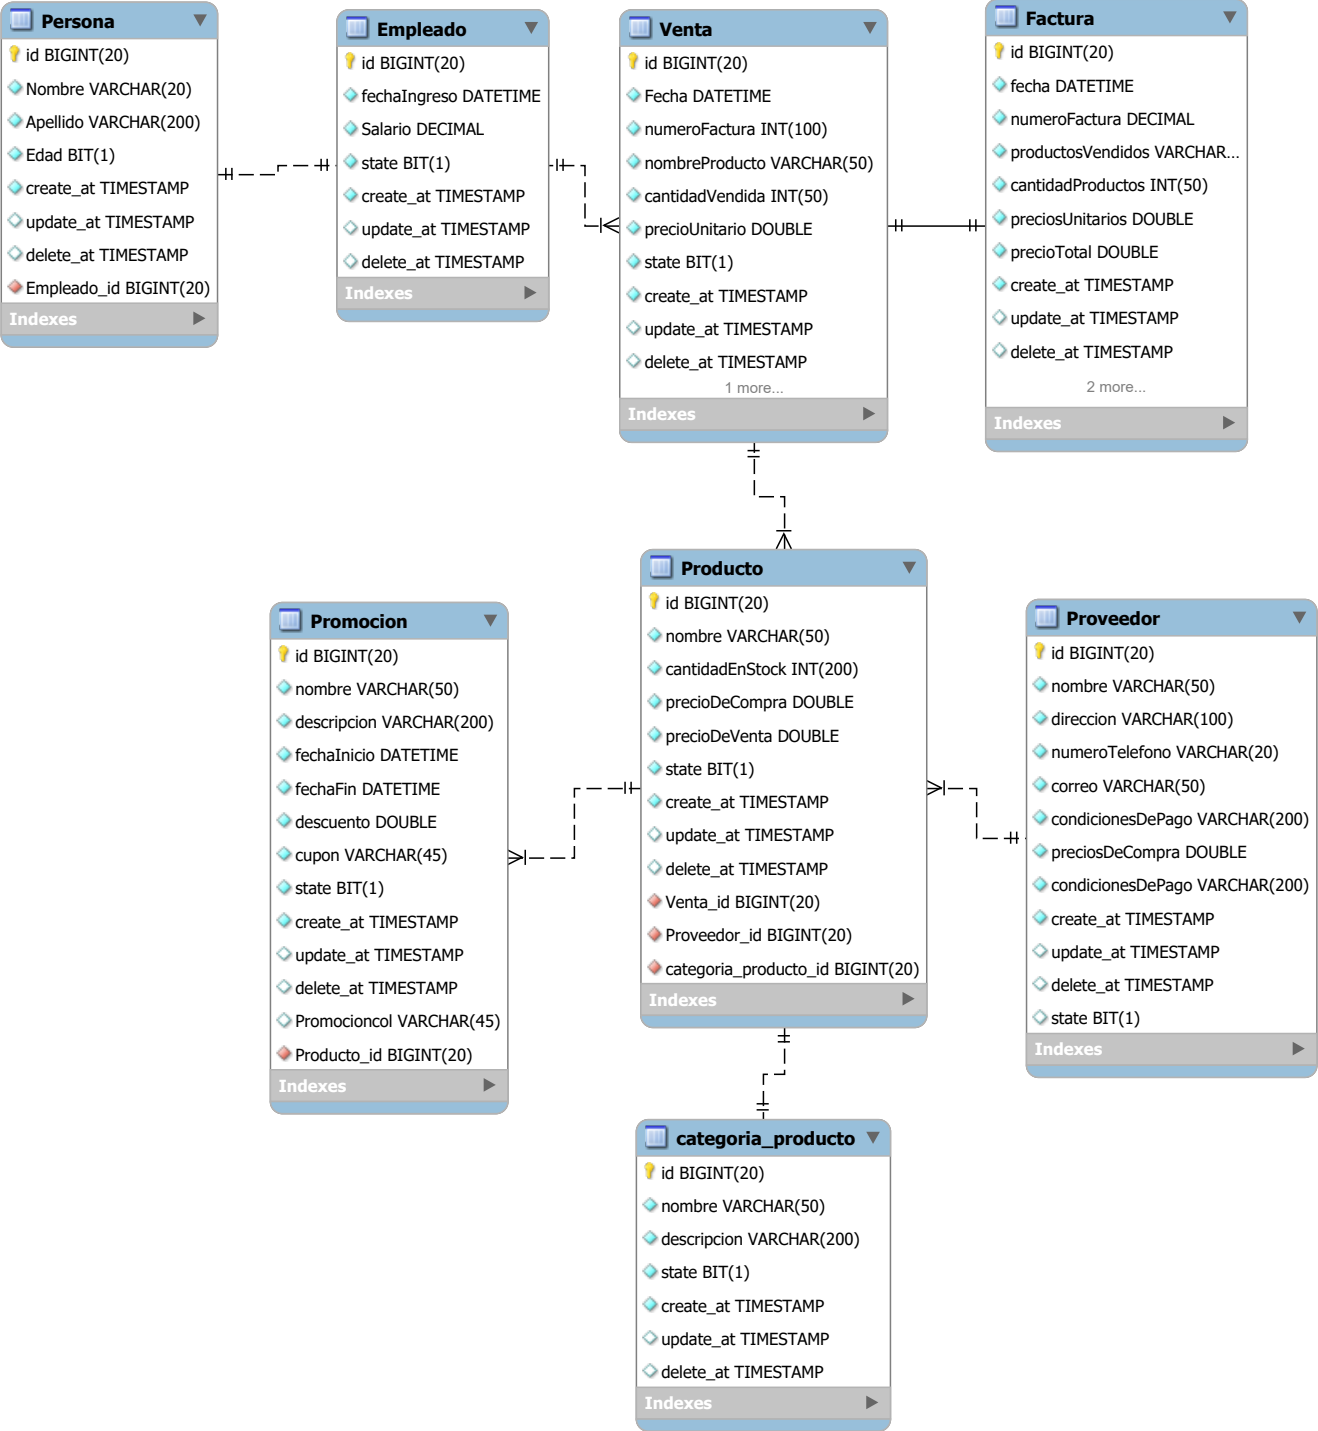 Persona
id BIGINT(20)
Nombre VARCHAR(20)
Apellido VARCHAR(200)
Edad BIT(1)
create_at TIMESTAMP
update_at TIMESTAMP
delete_at TIMESTAMP
Empleado_id BIGINT(20)
Indexes
Empleado
id BIGINT(20)
fechaIngreso DATETIME
Salario DECIMAL
state BIT(1)
create_at TIMESTAMP
update_at TIMESTAMP
delete_at TIMESTAMP
Indexes
Venta
id BIGINT(20)
Fecha DATETIME
numeroFactura INT(100)
nombreProducto VARCHAR(50)
cantidadVendida INT(50)
precioUnitario DOUBLE
state BIT(1)
create_at TIMESTAMP
update_at TIMESTAMP
delete_at TIMESTAMP
1 more...
Indexes
Factura
id BIGINT(20)
fecha DATETIME
numeroFactura DECIMAL
productosVendidos VARCHAR...
cantidadProductos INT(50)
preciosUnitarios DOUBLE
precioTotal DOUBLE
create_at TIMESTAMP
update_at TIMESTAMP
delete_at TIMESTAMP
2 more...
Indexes
Promocion
id BIGINT(20)
nombre VARCHAR(50)
descripcion VARCHAR(200)
fechaInicio DATETIME
fechaFin DATETIME
descuento DOUBLE
cupon VARCHAR(45)
state BIT(1)
create_at TIMESTAMP
update_at TIMESTAMP
delete_at TIMESTAMP
Promocioncol VARCHAR(45)
Producto_id BIGINT(20)
Indexes
Producto
id BIGINT(20)
nombre VARCHAR(50)
cantidadEnStock INT(200)
precioDeCompra DOUBLE
precioDeVenta DOUBLE
state BIT(1)
create_at TIMESTAMP
update_at TIMESTAMP
delete_at TIMESTAMP
Venta_id BIGINT(20)
Proveedor_id BIGINT(20)
categoria_producto_id BIGINT(20)
Indexes
Proveedor
id BIGINT(20)
nombre VARCHAR(50)
direccion VARCHAR(100)
numeroTelefono VARCHAR(20)
correo VARCHAR(50)
condicionesDePago VARCHAR(200)
preciosDeCompra DOUBLE
condicionesDePago VARCHAR(200)
create_at TIMESTAMP
update_at TIMESTAMP
delete_at TIMESTAMP
state BIT(1)
Indexes
categoria_producto
id BIGINT(20)
nombre VARCHAR(50)
descripcion VARCHAR(200)
state BIT(1)
create_at TIMESTAMP
update_at TIMESTAMP
delete_at TIMESTAMP
Indexes